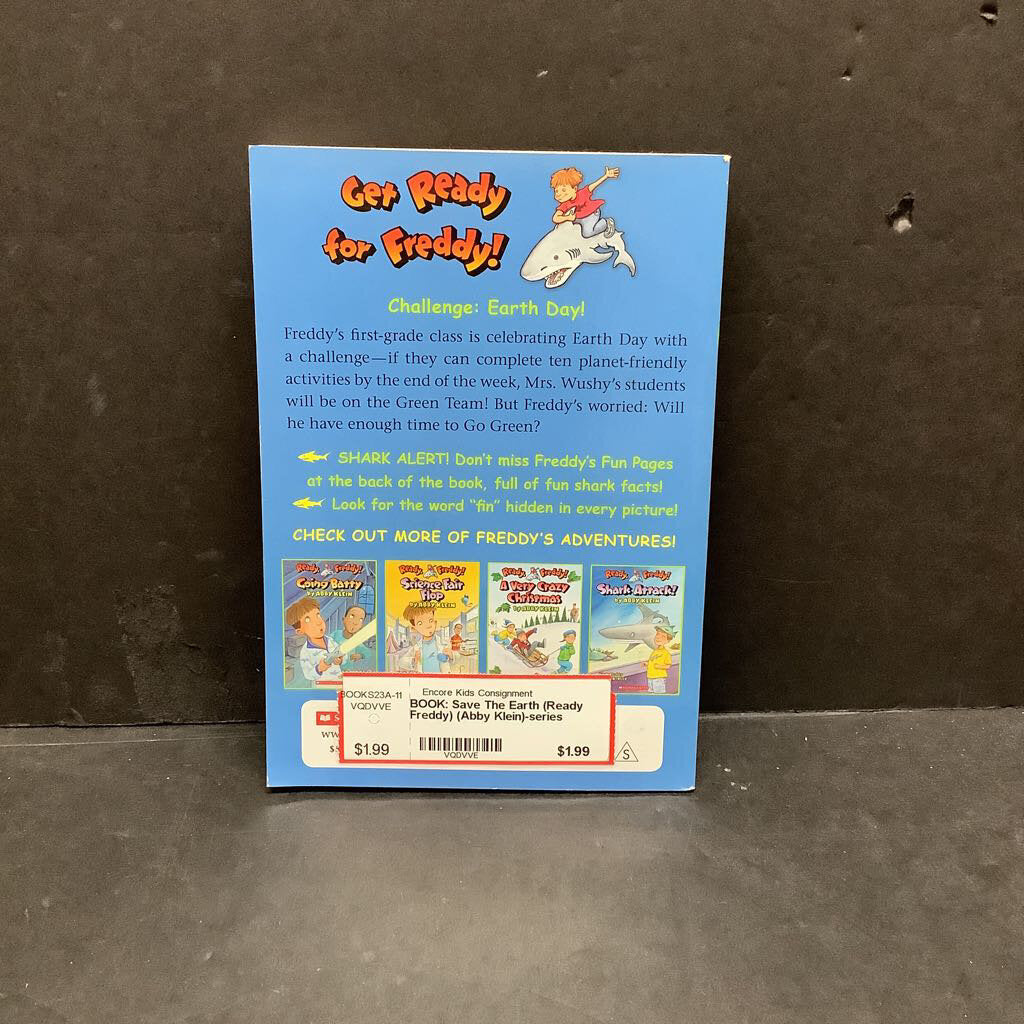 Get Ready
for Freddy!
Challenge: Earth Day!
Freddy's first-grade class is celebrating Earth Day with
a challenge—if they can complete ten planet-friendly
activities by the end of the week, Mrs. Wushy's students
will be on the Green Team! But Freddy's worried: Will
he have enough time to Go Green?
SHARK ALERT! Don't miss Freddy's Fun Pages
at the back of the book, full of fun shark facts!
Look for the word "fin" hidden in every picture!
CHECK OUT MORE OF FREDDY'S ADVENTURES!
Ready, Freddy!
Going Batty
by ABBY KLEIN
Ready, Freddy!
Science Fair
Flop
by ABBY KLEIN
Ready, Freddy!
A Very Crazy
Christmas
by ABBY KLEIN
Ready, Freddy!
Shark Attack!
by ABBY KLEIN
BOOKS23A-11
VQDVVE
$1.99
Encore Kids Consignment
BOOK: Save The Earth (Ready
Freddy) (Abby Klein)-series
VQDVVE
$1.99
S